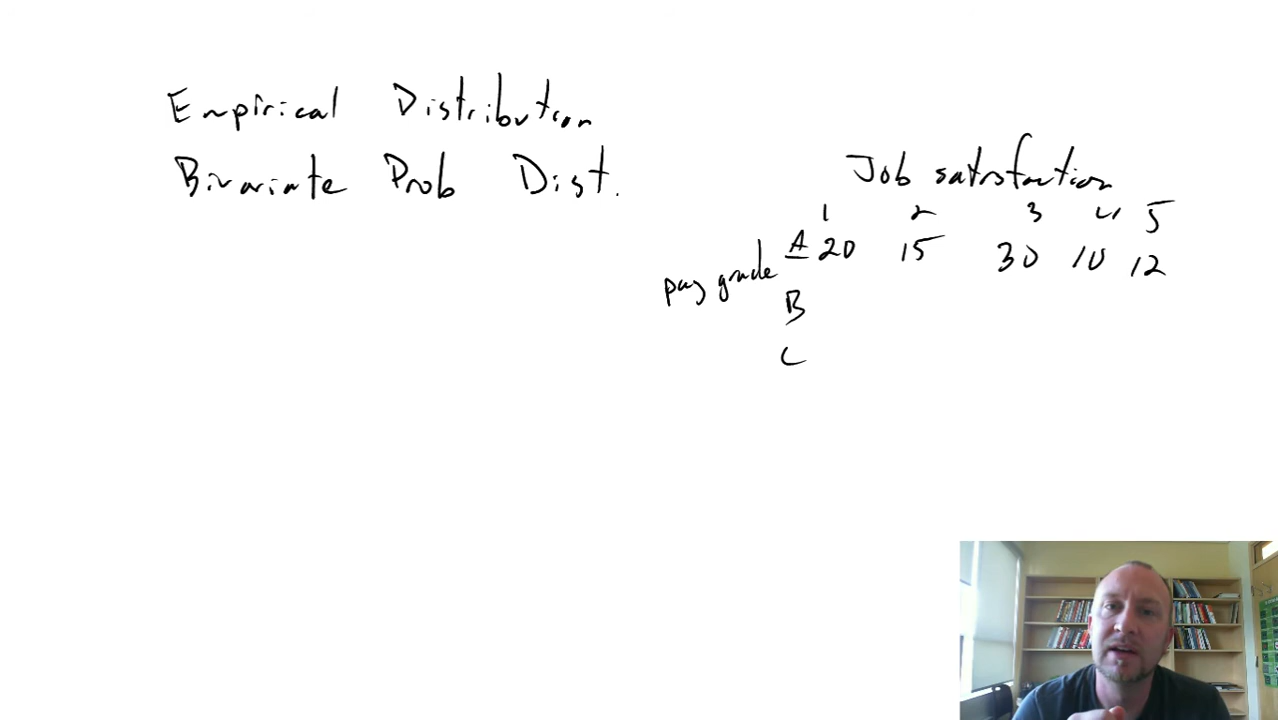 Empirical Distribution
Bivariate Prob Dist.
Job satisfaction
1 2 3 4 5
pay grade A 20 15 30 10 12
B
C